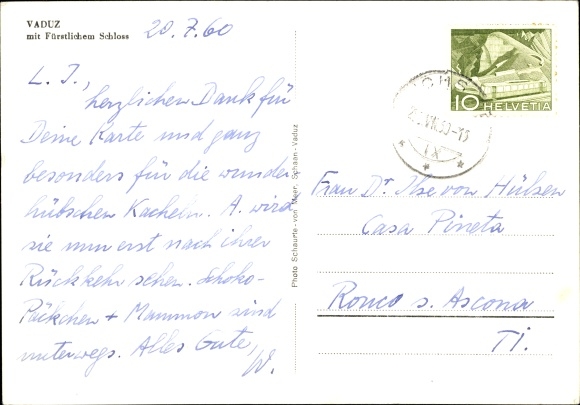 VADUZ
mit Fürstlichem Schloss
20.7.60
L. I.,
herzlichen Dank für
Deine Karte und ganz
besonders für die wunder-
hübschen Kacheln. A. wird
sie nun erst nach ihrer
Rückkehr sehen. Schoko-
Päckchen + Mammon sind
unterwegs. Alles Gute,
W.
Photo Schaurte - von Meier, Schaan-Vaduz
10 HELVETIA
Frau Dr Ilse von Hülsen
Casa Pineta
Ronco s. Ascona
Ti.